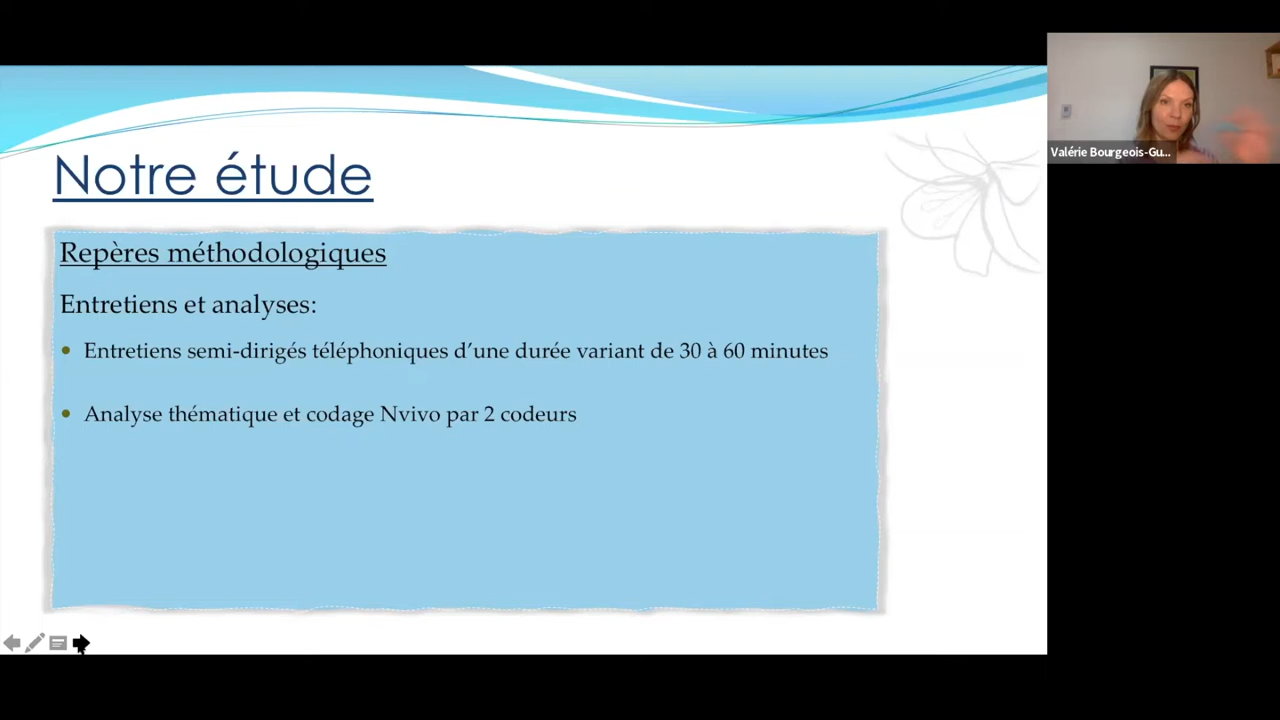 Notre étude
Repères méthodologiques
Entretiens et analyses:
Entretiens semi-dirigés téléphoniques d’une durée variant de 30 à 60 minutes
Analyse thématique et codage Nvivo par 2 codeurs
Valérie Bourgeois-Gu...